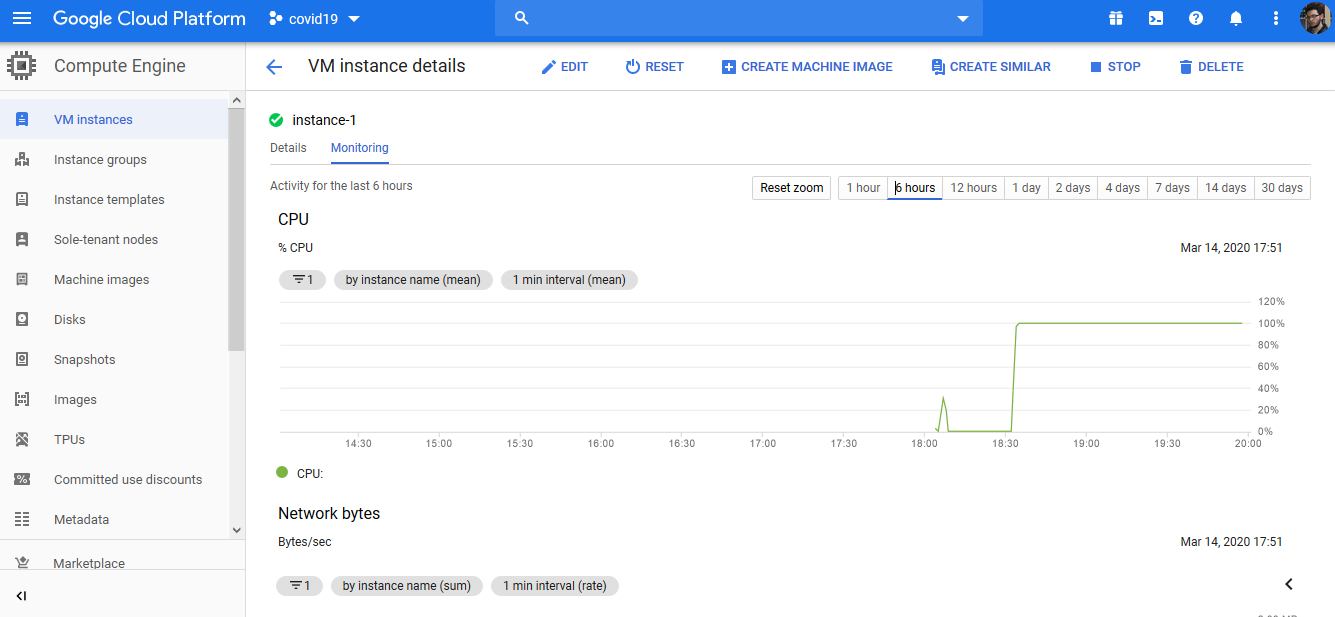 Google Cloud Platform covid19
Compute Engine
VM instance details EDIT RESET CREATE MACHINE IMAGE CREATE SIMILAR STOP DELETE
VM instances
Instance groups
Instance templates
Sole-tenant nodes
Machine images
Disks
Snapshots
Images
TPUs
Committed use discounts
Metadata
Marketplace
instance-1
Details Monitoring
Activity for the last 6 hours
Reset zoom 1 hour 6 hours 12 hours 1 day 2 days 4 days 7 days 14 days 30 days
CPU
% CPU Mar 14, 2020 17:51
1 by instance name (mean) 1 min interval (mean)
120%
100%
80%
60%
40%
20%
0%
14:30 15:00 15:30 16:00 16:30 17:00 17:30 18:00 18:30 19:00 19:30 20:00
CPU:
Network bytes
Bytes/sec Mar 14, 2020 17:51
1 by instance name (sum) 1 min interval (rate)